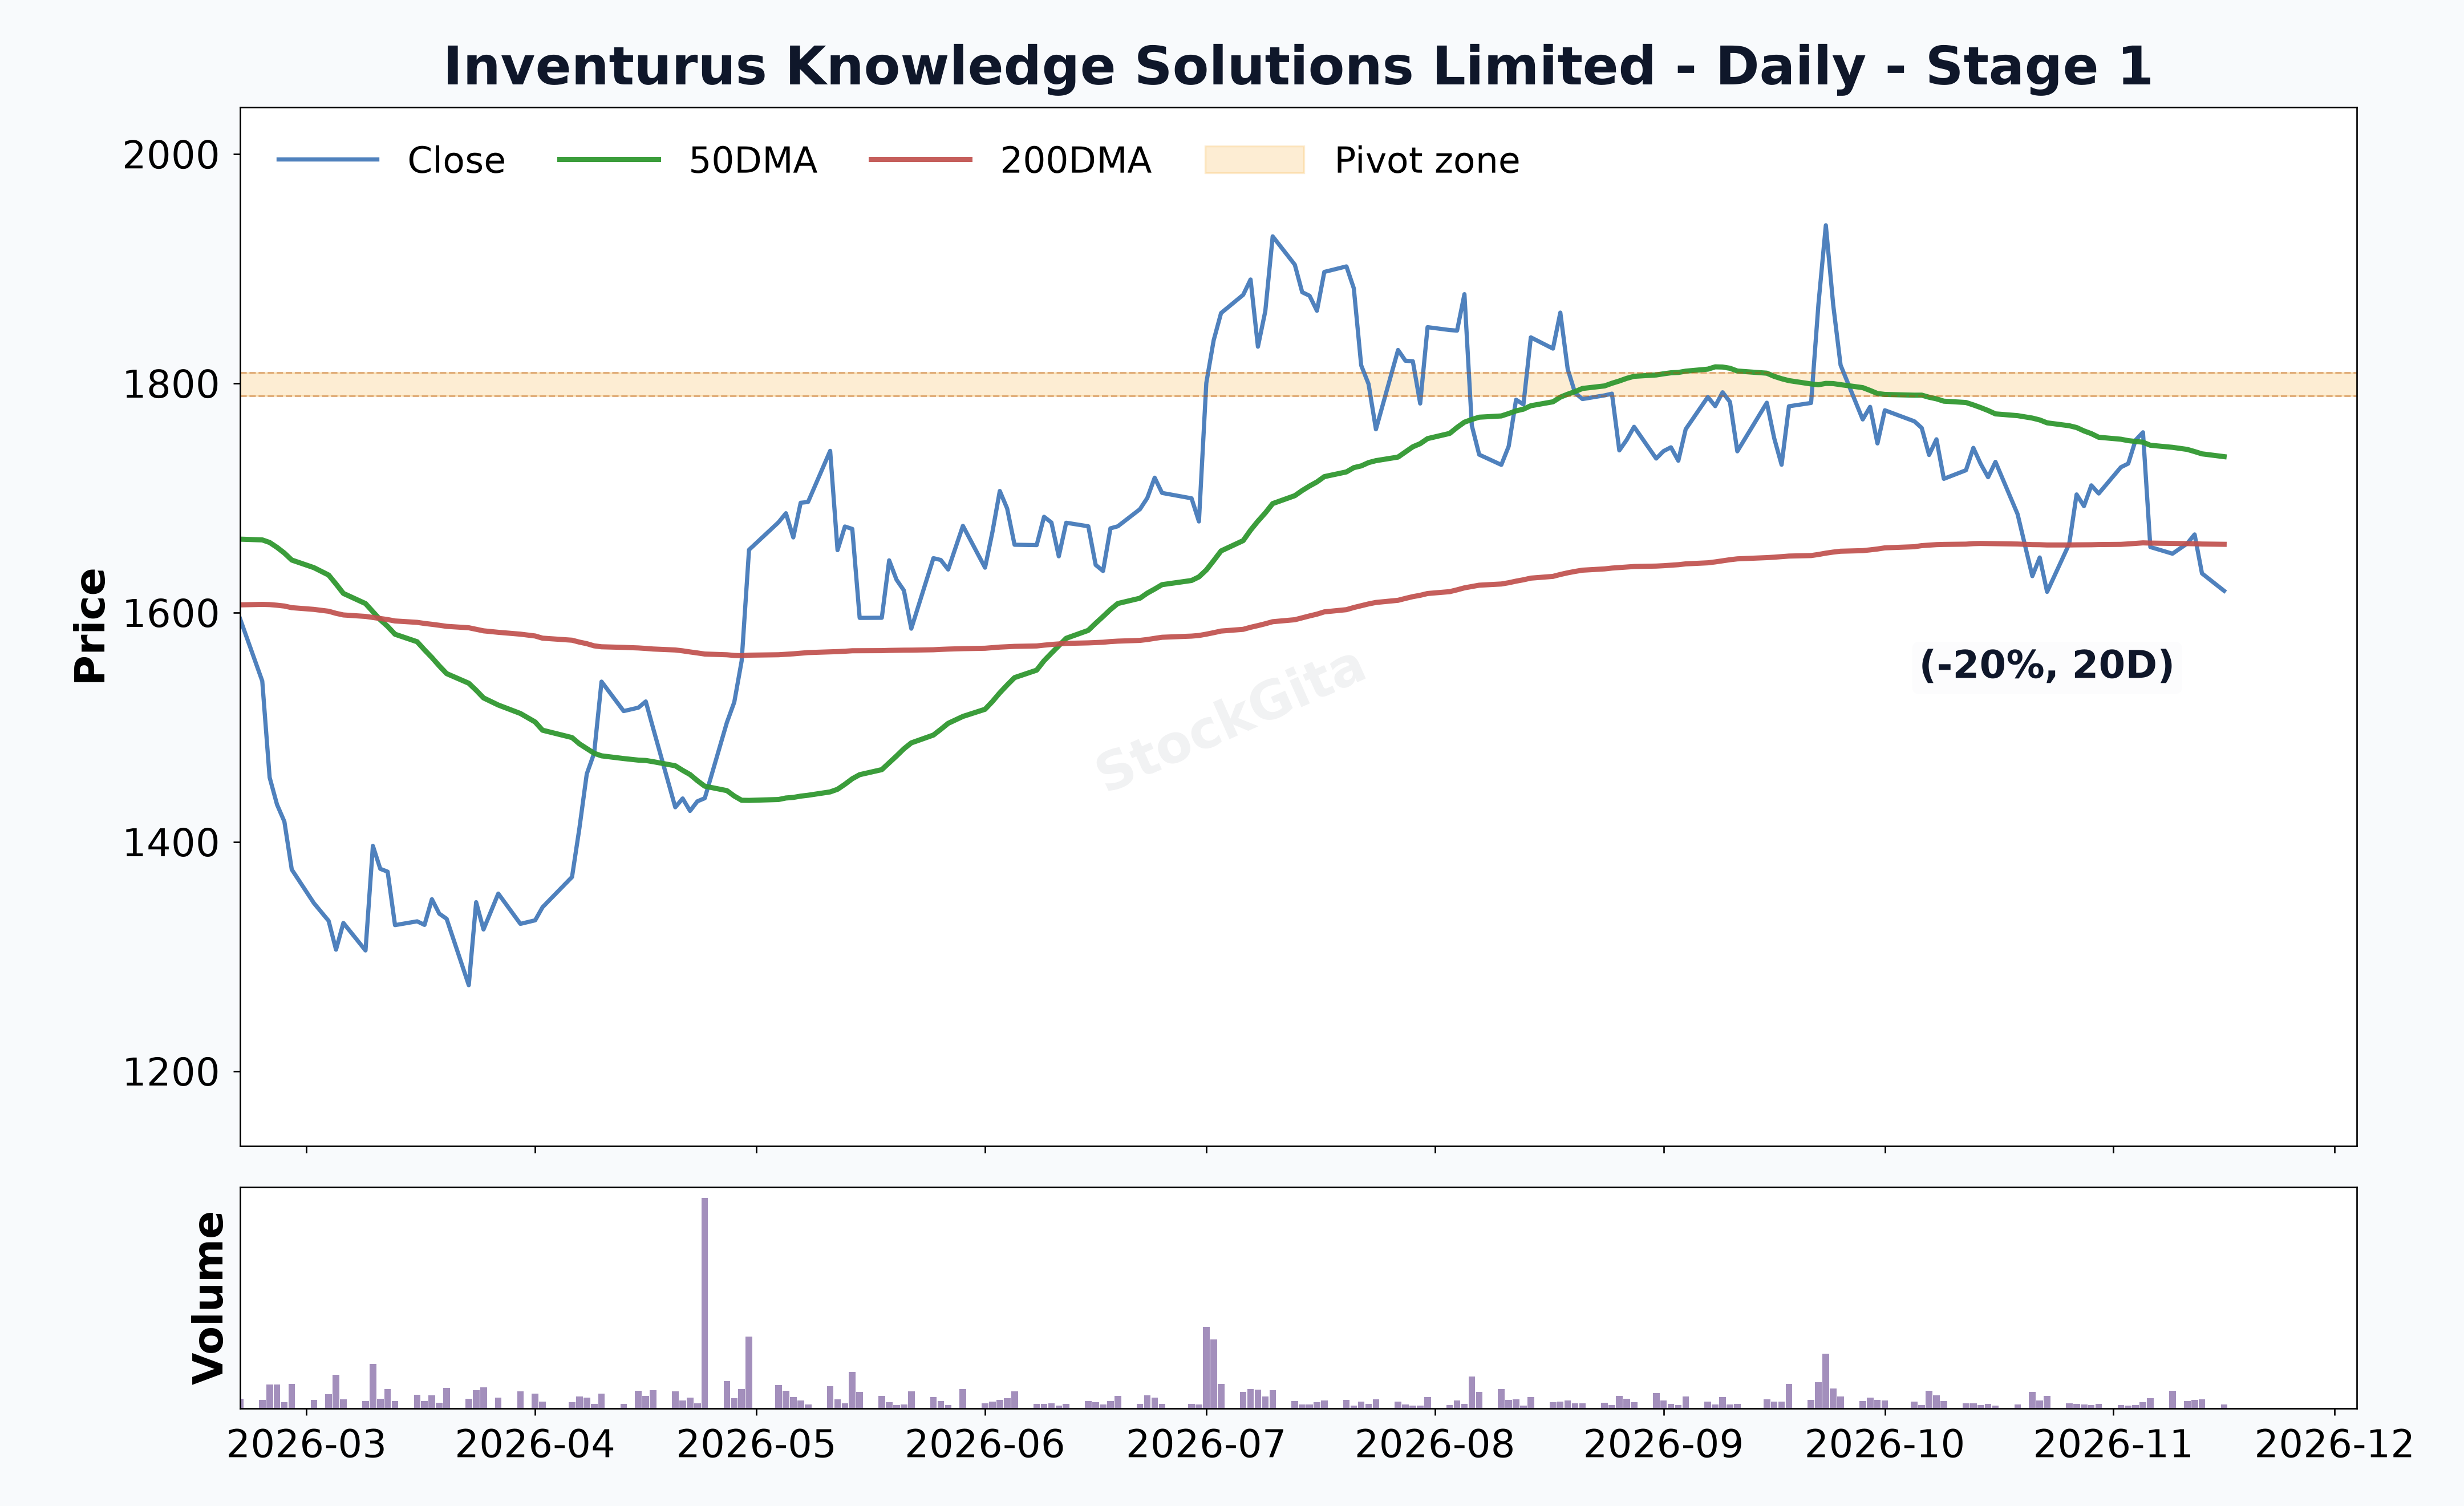 Inventurus Knowledge Solutions Limited - Daily - Stage 1
Close 50DMA 200DMA Pivot zone
2000
1800
1600
1400
1200
Price
(-20%, 20D)
StockGita
Volume
2026-03 2026-04 2026-05 2026-06 2026-07 2026-08 2026-09 2026-10 2026-11 2026-12